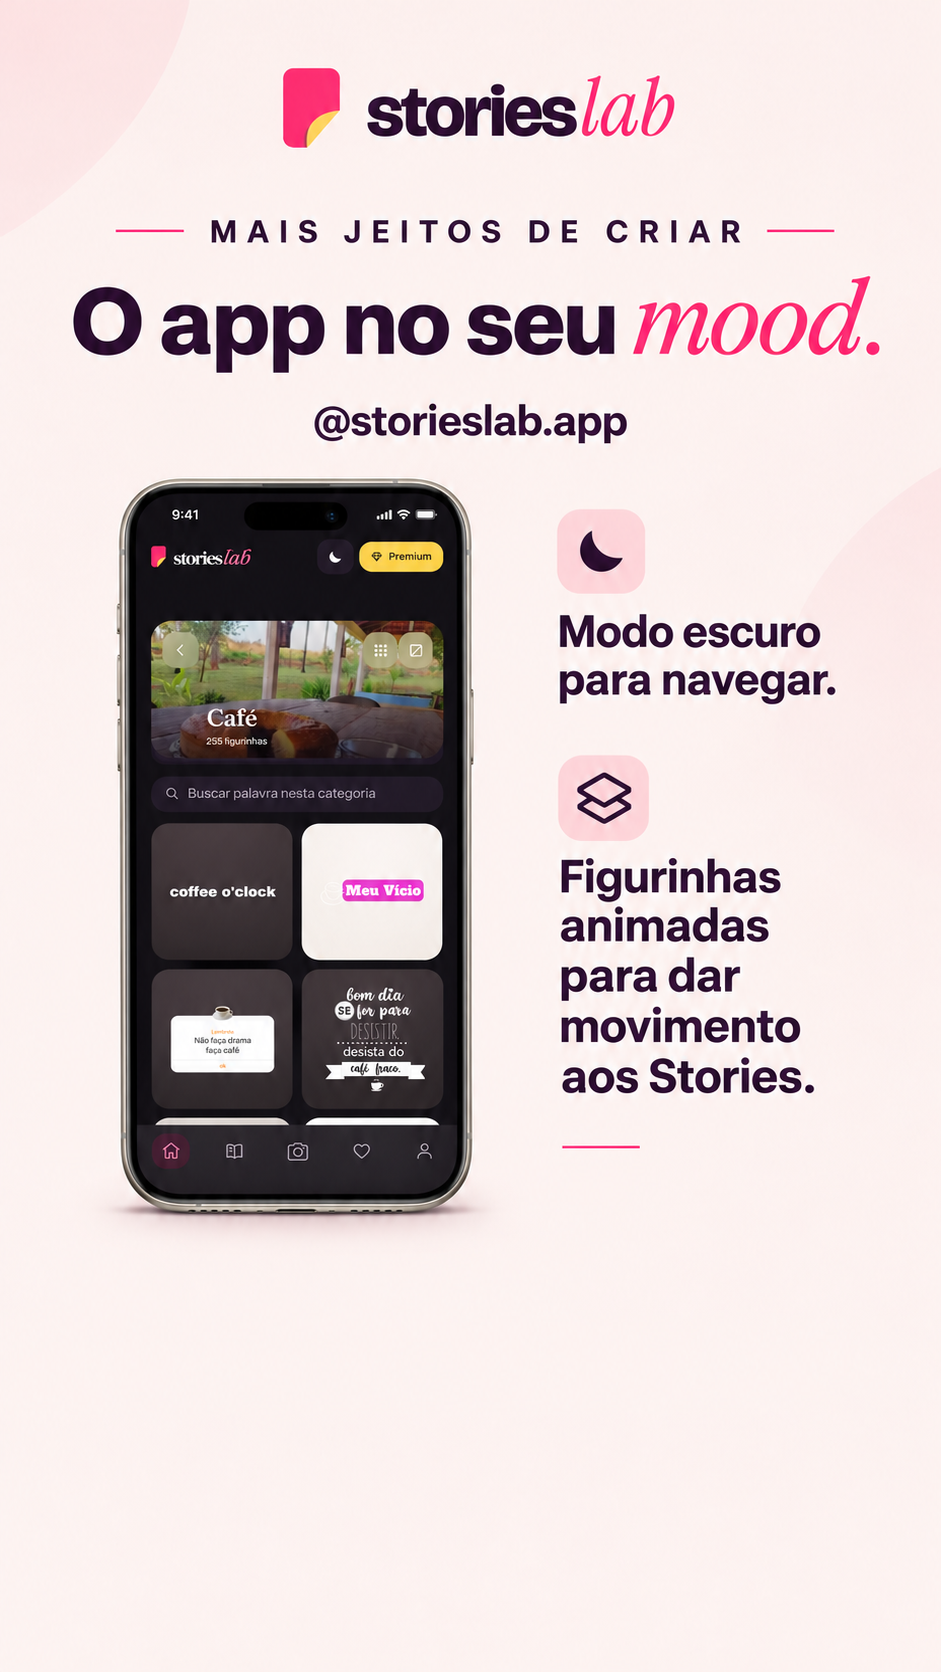 storieslab
MAIS JEITOS DE CRIAR
O app no seu mood.
@storieslab.app
9:41
storieslab
Premium
Café
255 figurinhas
Buscar palavra nesta categoria
coffee o'clock
Meu Vício
Não faça drama
faça café
ok
bom dia
SE for para
DESISTIR
desista do
café fraco.
Modo escuro
para navegar.
Figurinhas
animadas
para dar
movimento
aos Stories.